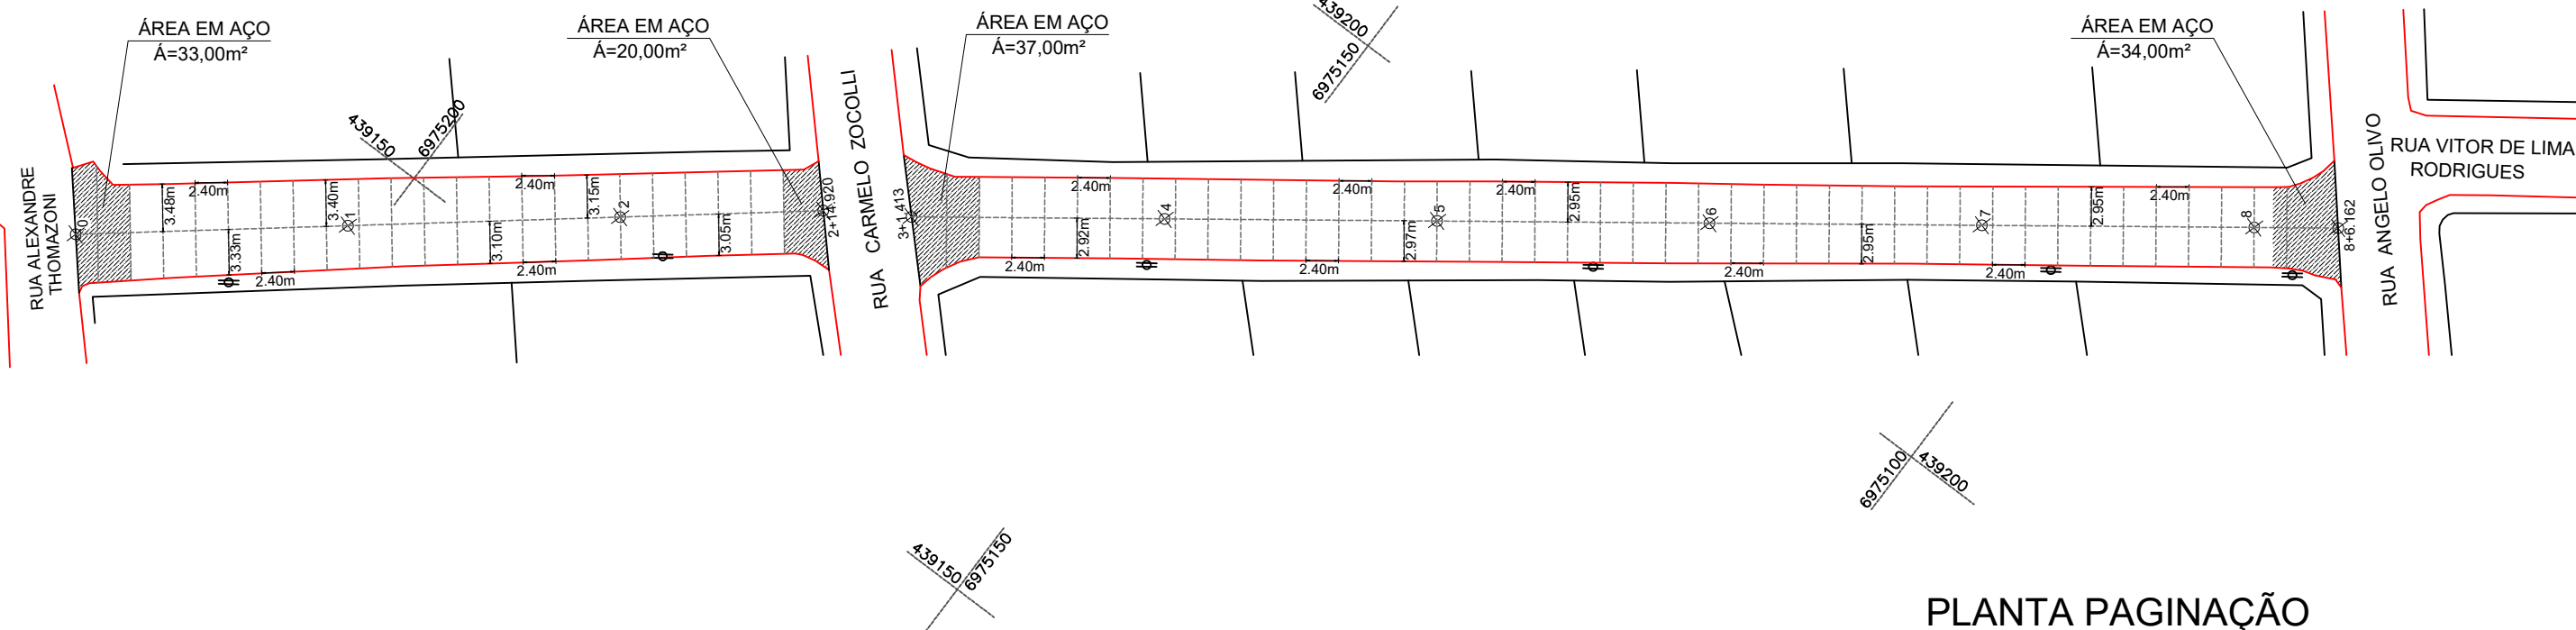 ÁREA EM AÇO
Á=33,00m²
ÁREA EM AÇO
Á=20,00m²
ÁREA EM AÇO
Á=37,00m²
439200
6975150
ÁREA EM AÇO
Á=34,00m²
439150
6975200
RUA ALEXANDRE
THOMAZONI
RUA CARMELO ZOCOLLI
RUA ANGELO OLIVO
RUA VITOR DE LIMA
RODRIGUES
0
3.48m
2.40m
3.33m
2.40m
3.40m
1
3.10m
2.40m
2.40m
3.15m
2
3.05m
2+14.920
3+1.413
2.40m
2.40m
2.92m
4
2.40m
2.40m
2.97m
5
2.40m
2.95m
6
2.40m
2.95m
7
2.40m
2.95m
2.40m
8
8+6.162
6975100
439200
439150
6975150
PLANTA PAGINAÇÃO